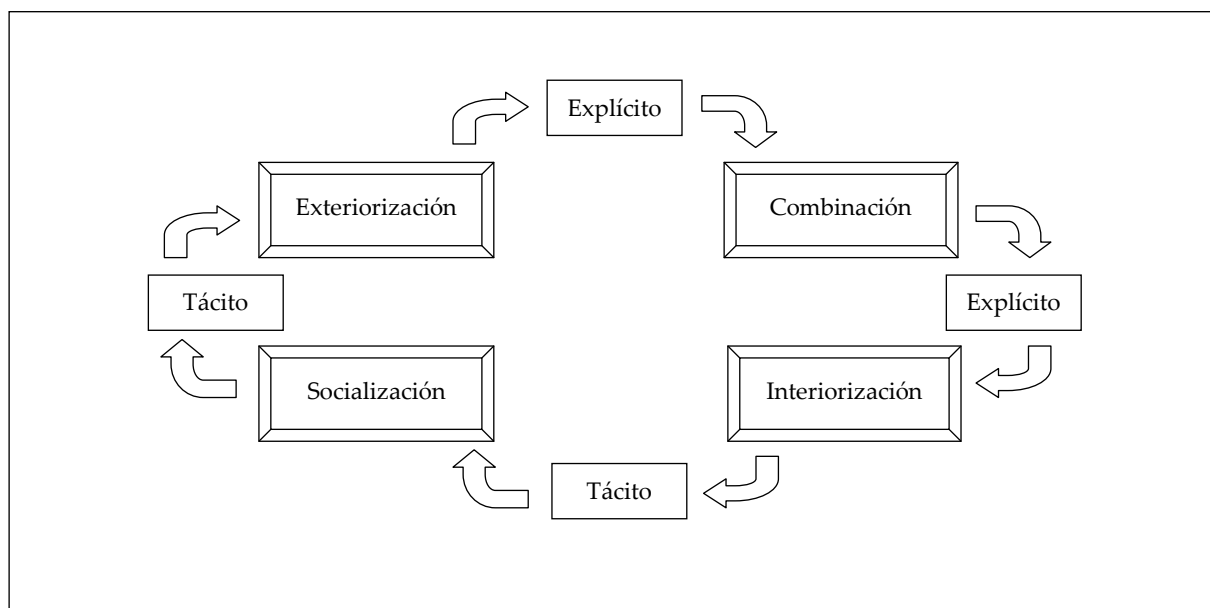 Explícito
Exteriorización
Combinación
Tácito
Explícito
Socialización
Interiorización
Tácito